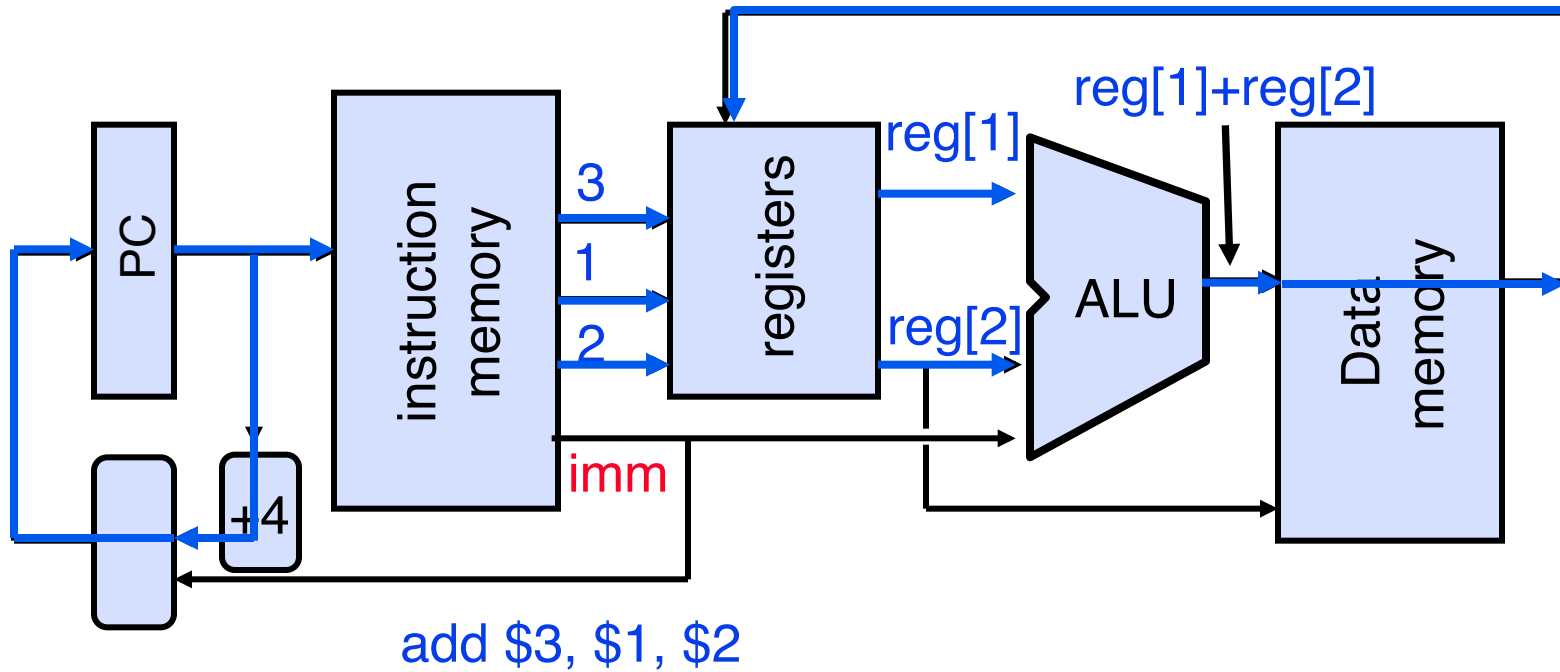 reg[1]+reg[2]
PC
instruction
memory
3
1
2
registers
reg[1]
reg[2]
ALU
Data
memory
imm
+4
add $3, $1, $2